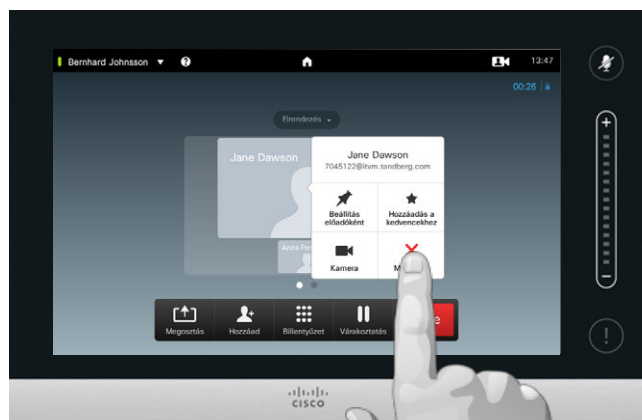 Bernhard Johnsson
13:47
00:26
Elrendezés
Jane Dawson
Jane Dawson
7045122@itvm.tandberg.com
Beállítás előadóként
Hozzáadás a kedvencekhez
Anita
Kamera
Megosztás
Hozzáad
Billentyűzet
Várakoztatás
CISCO